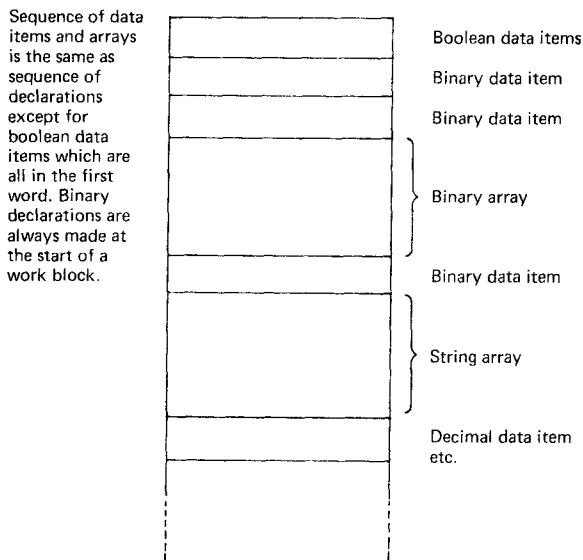 Sequence of data
items and arrays
is the same as
sequence of
declarations
except for
boolean data
items which are
all in the first
word. Binary
declarations are
always made at
the start of a
work block.
Boolean data items
Binary data item
Binary data item
Binary array
Binary data item
String array
Decimal data item
etc.